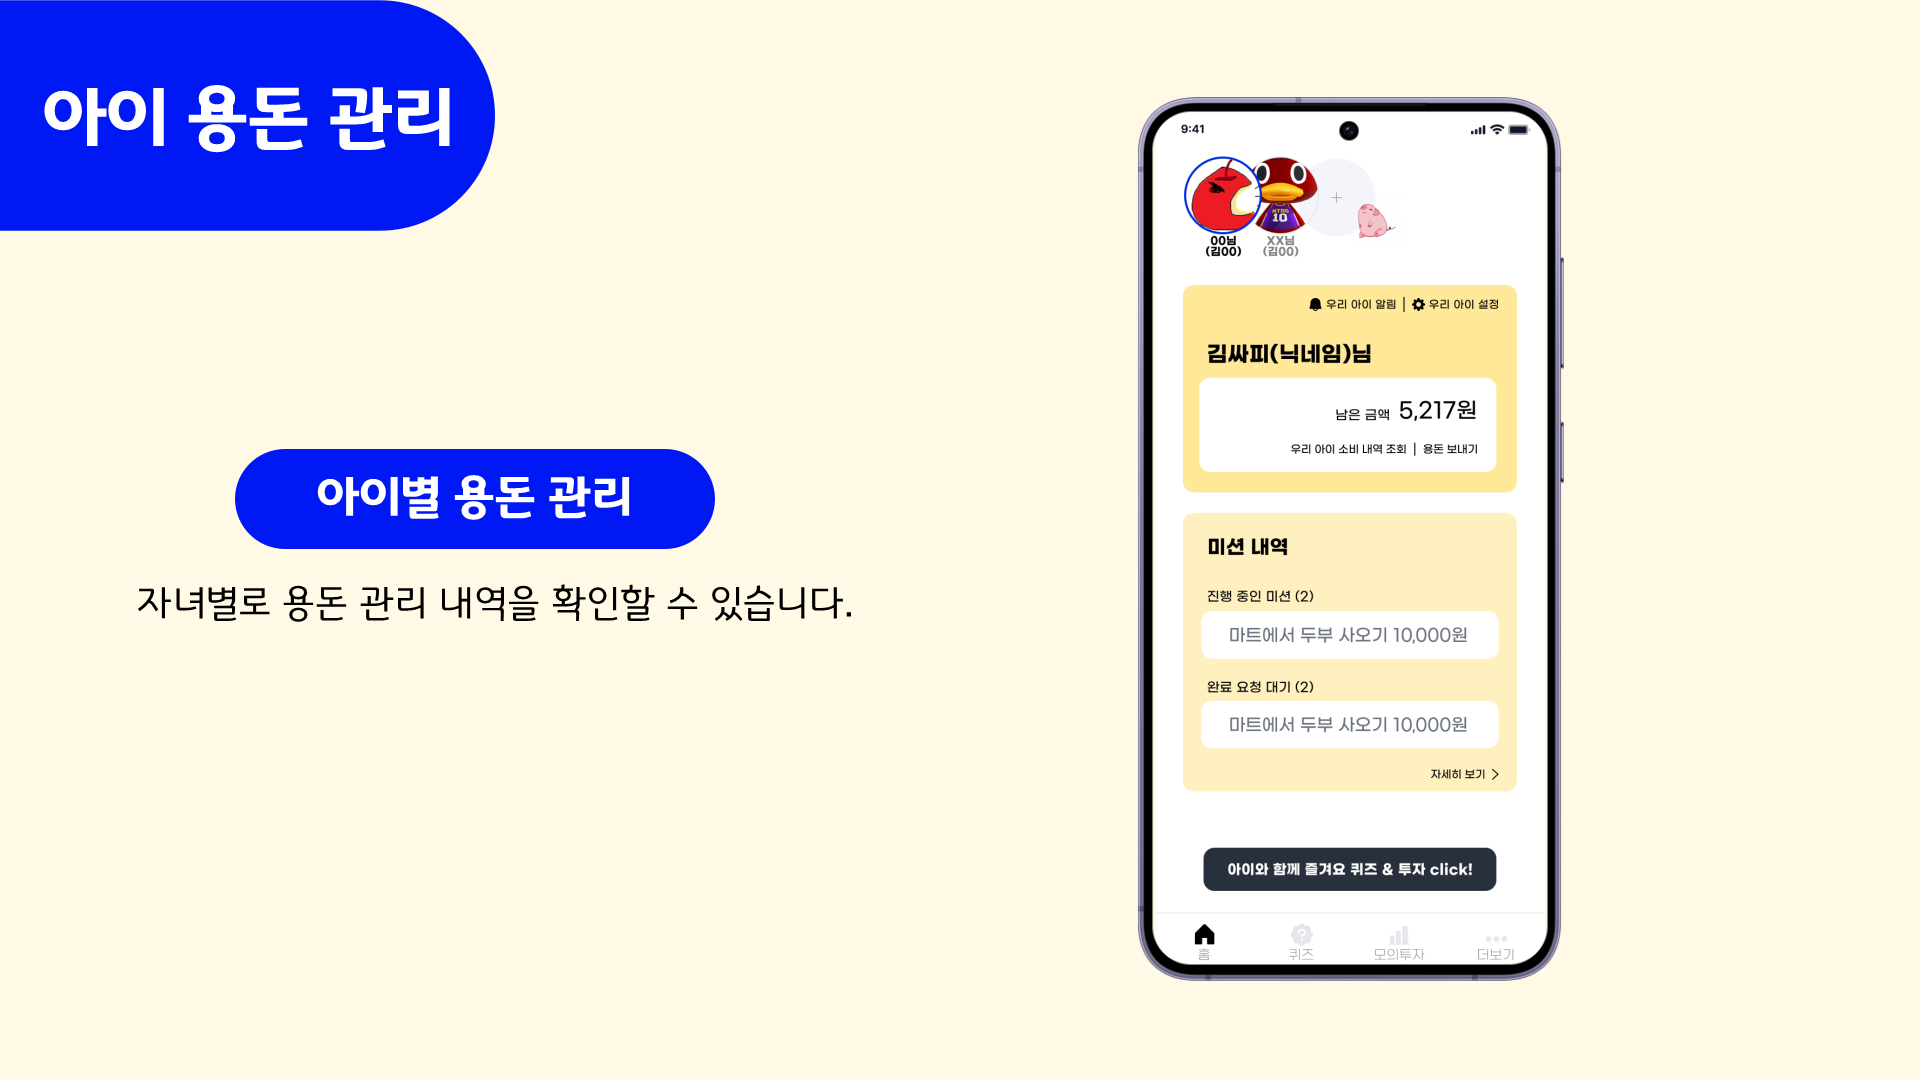 아이 용돈 관리
아이별 용돈 관리
자녀별로 용돈 관리 내역을 확인할 수 있습니다.
9:41
10
OO님
(김OO)
XX님
(김OO)
+
우리 아이 알림 | 우리 아이 설정
김싸피(닉네임)님
남은 금액 5,217원
우리 아이 소비 내역 조회 | 용돈 보내기
미션 내역
진행 중인 미션 (2)
마트에서 두부 사오기 10,000원
완료 요청 대기 (2)
마트에서 두부 사오기 10,000원
자세히 보기 >
아이와 함께 즐겨요 퀴즈 & 투자 click!
홈
퀴즈
모의투자
더보기